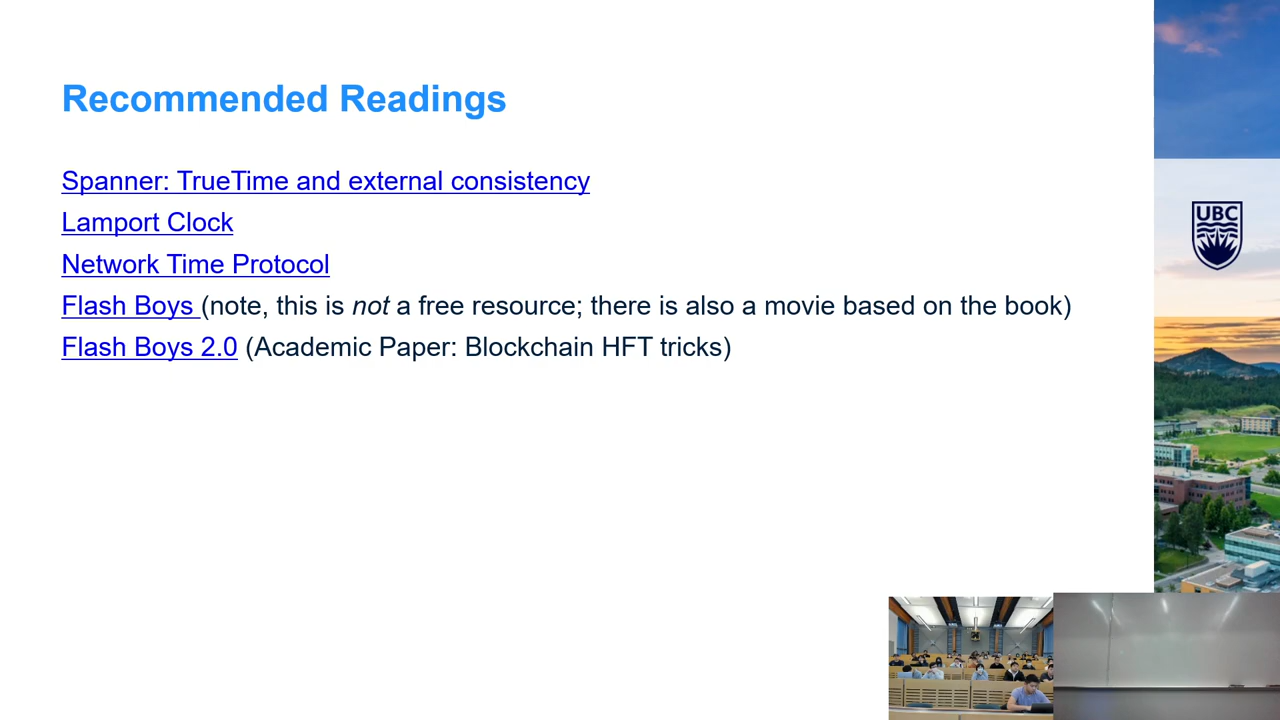 Recommended Readings
Spanner: TrueTime and external consistency
Lamport Clock
Network Time Protocol
Flash Boys (note, this is not a free resource; there is also a movie based on the book)
Flash Boys 2.0 (Academic Paper: Blockchain HFT tricks)
UBC